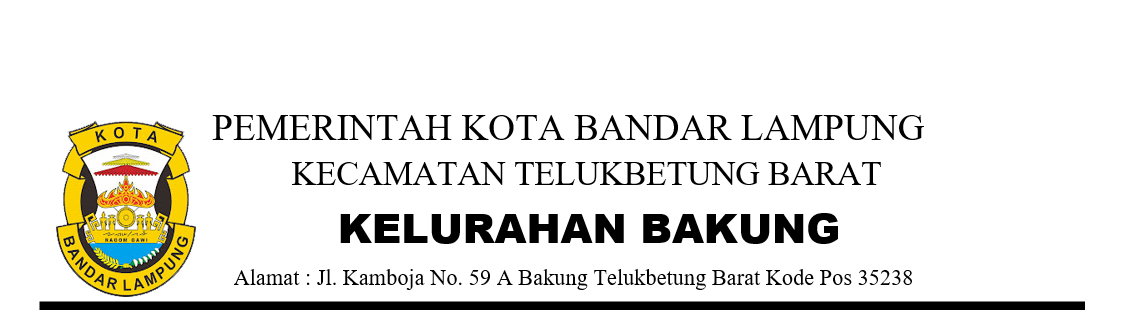 PEMERINTAH KOTA BANDAR LAMPUNG
KECAMATAN TELUKBETUNG BARAT
KELURAHAN BAKUNG
Alamat : Jl. Kamboja No. 59 A Bakung Telukbetung Barat Kode Pos 35238
KOTA
RAGOM GAWI
BANDAR LAMPUNG